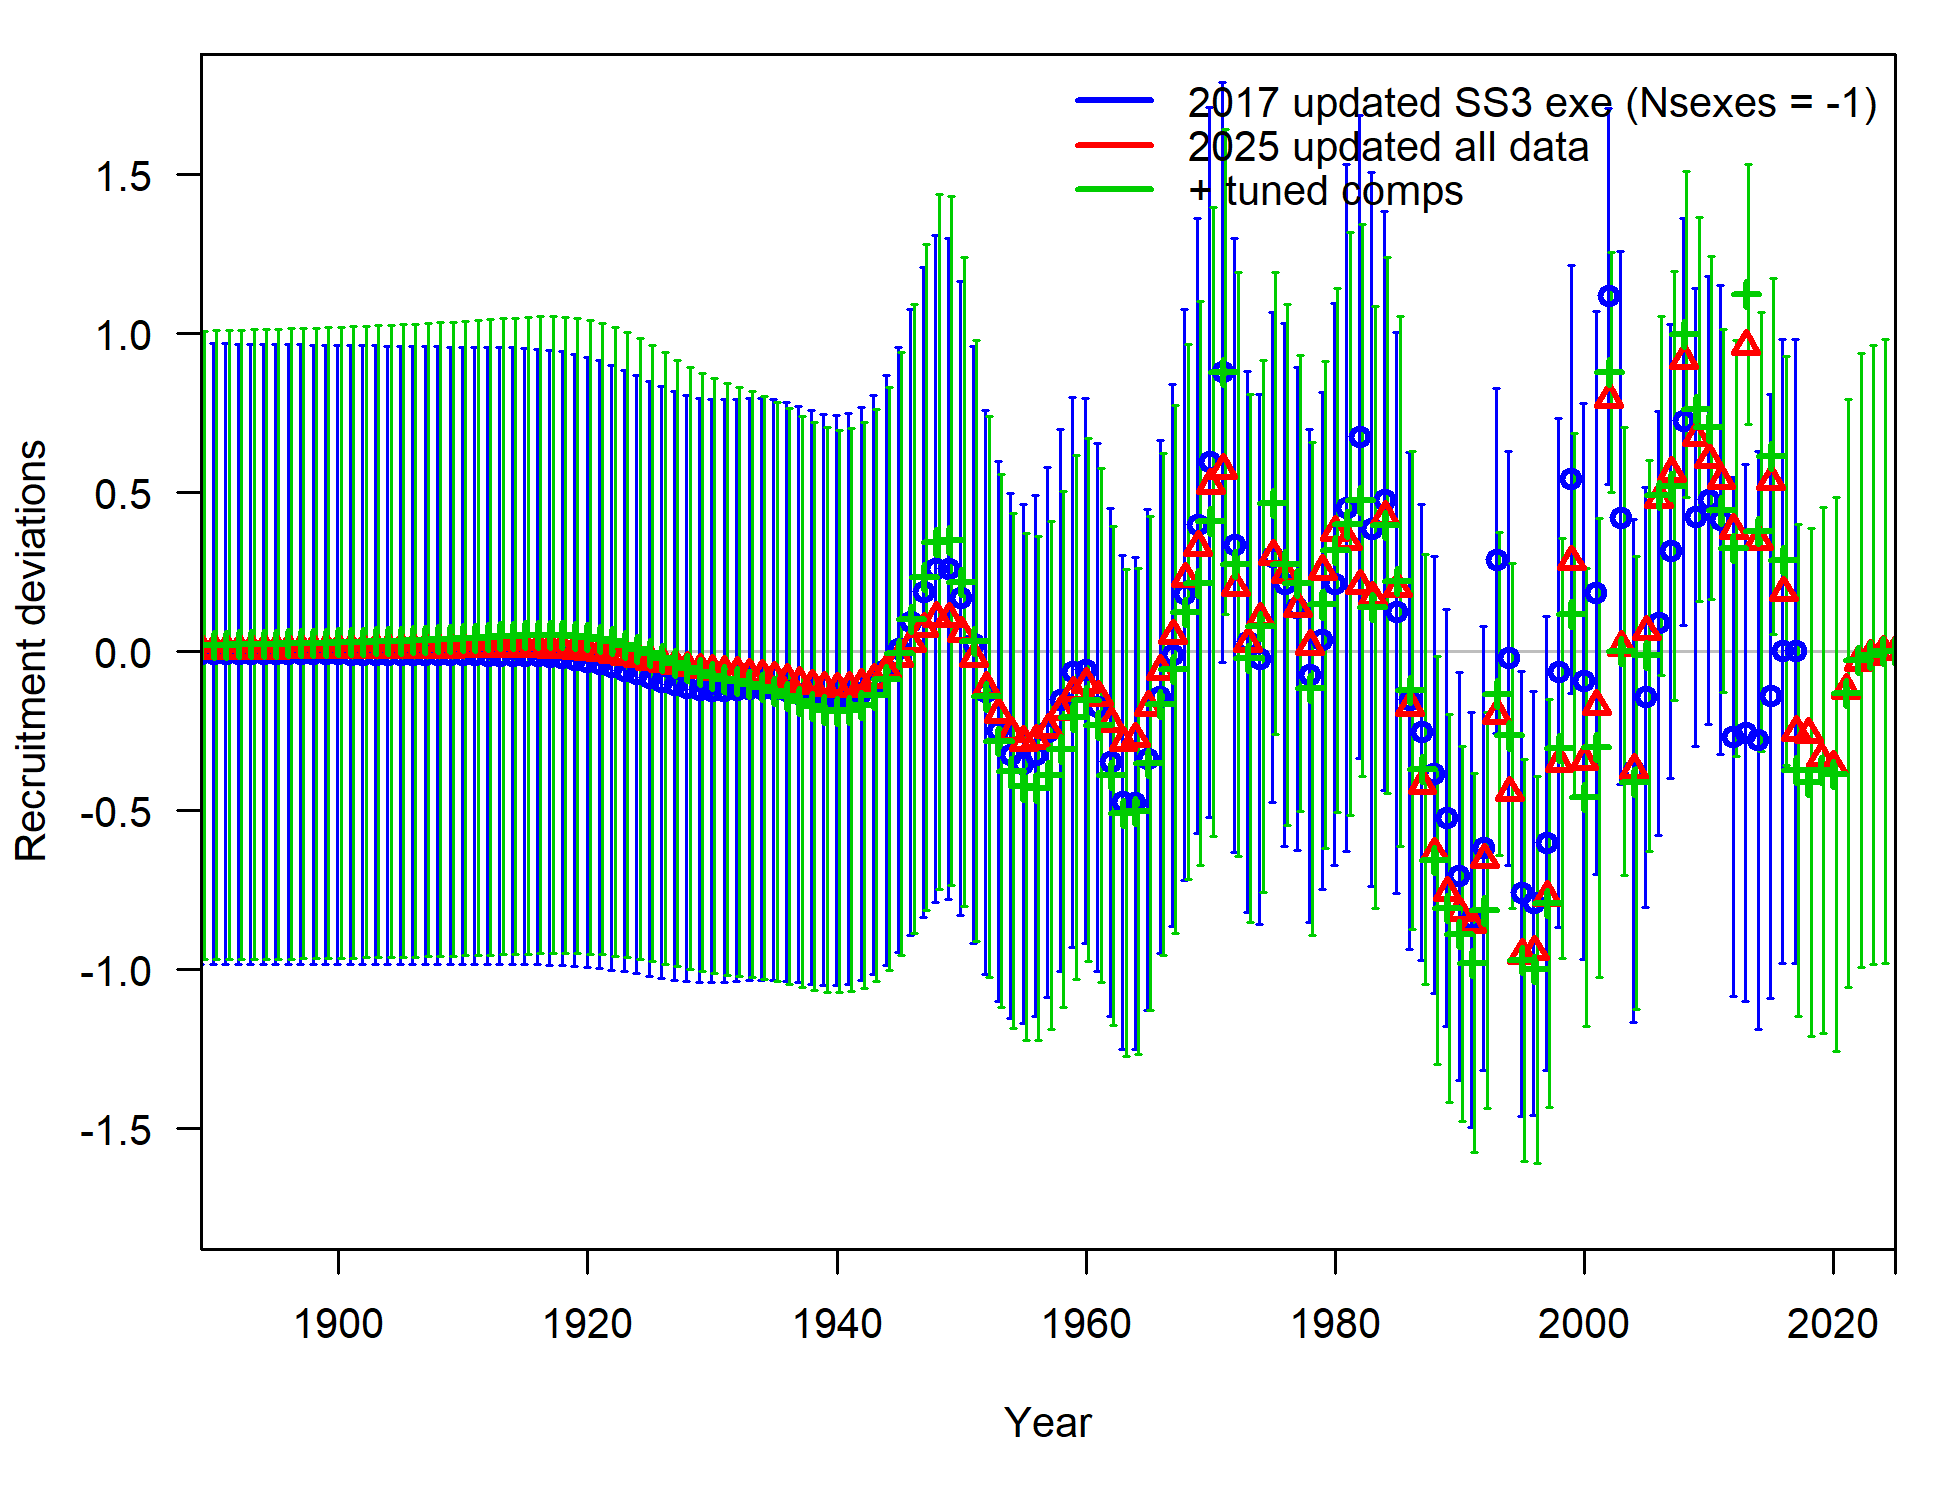 2017 updated SS3 exe (Nsexes = -1)
2025 updated all data
+ tuned comps
Recruitment deviations
1.5
1.0
0.5
0.0
-0.5
-1.0
-1.5
1900 1920 1940 1960 1980 2000 2020
Year